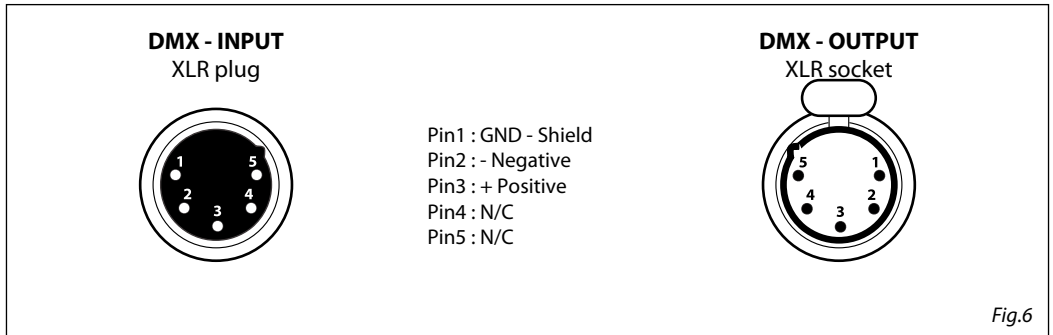 DMX - INPUT
XLR plug
1
5
2
4
3
Pin1 : GND - Shield
Pin2 : - Negative
Pin3 : + Positive
Pin4 : N/C
Pin5 : N/C
DMX - OUTPUT
XLR socket
5
1
4
2
3
Fig.6